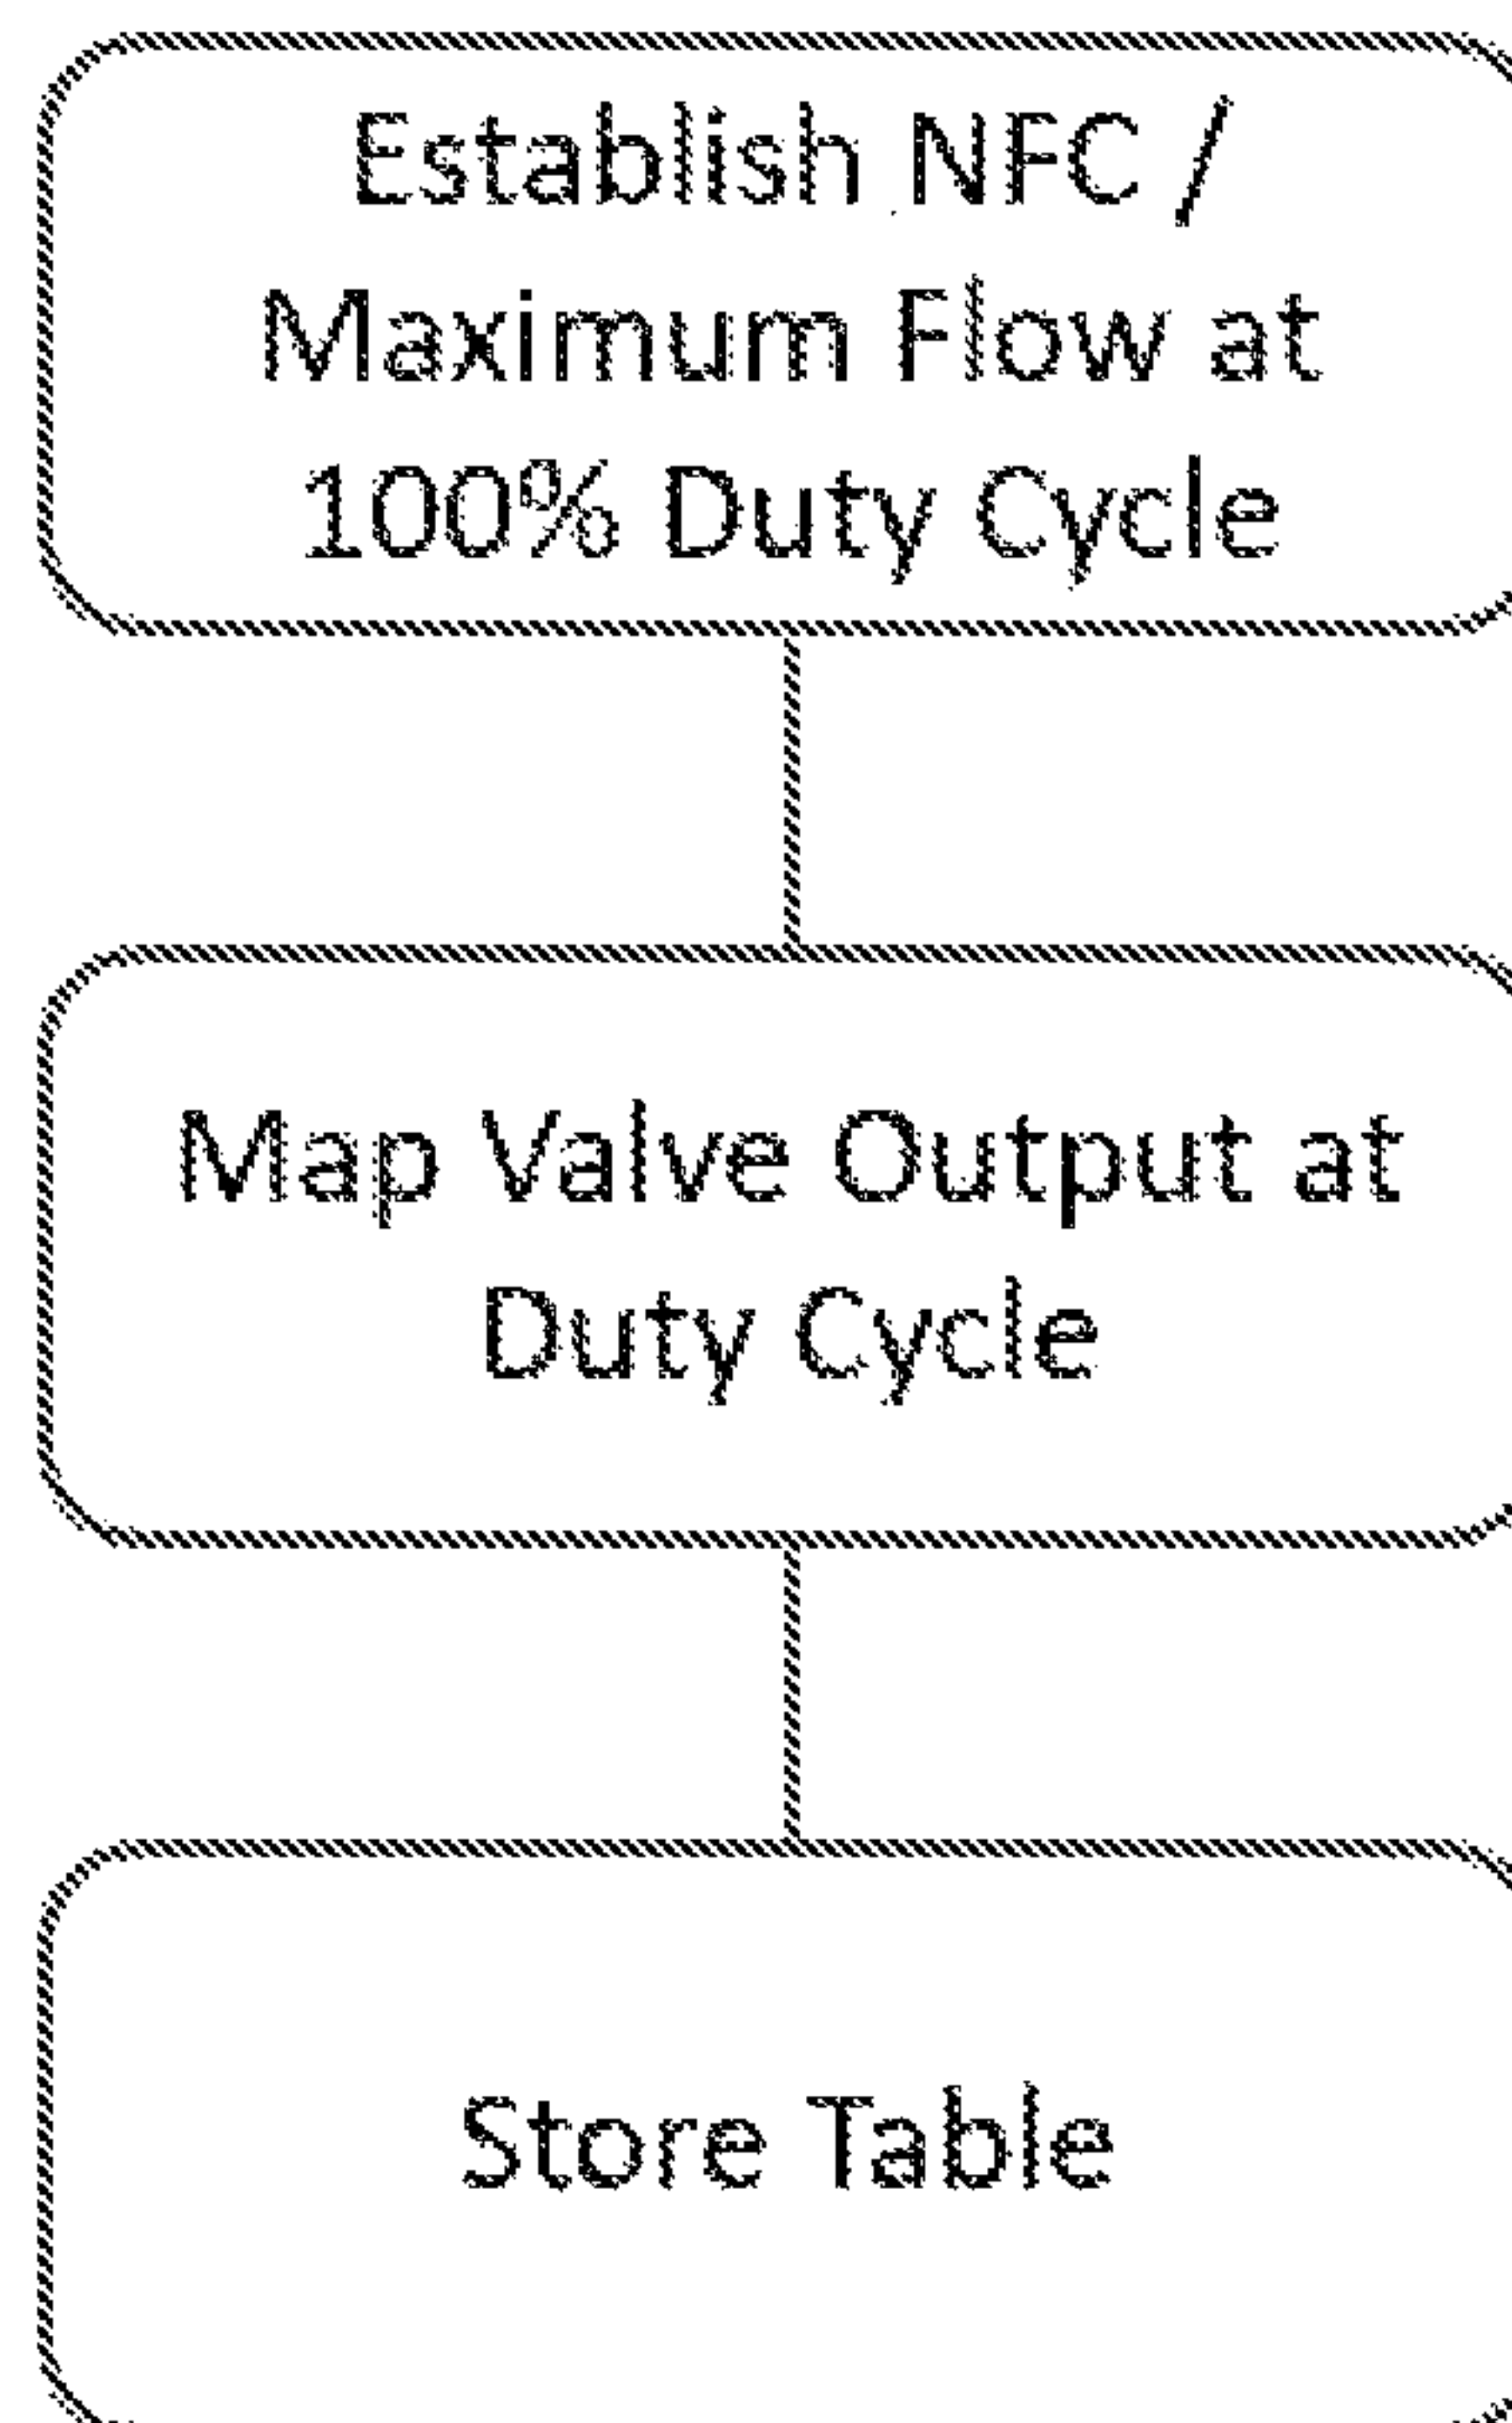 Establish NFC /
Maximum Flow at
100% Duty Cycle
Map Valve Output at
Duty Cycle
Store Table